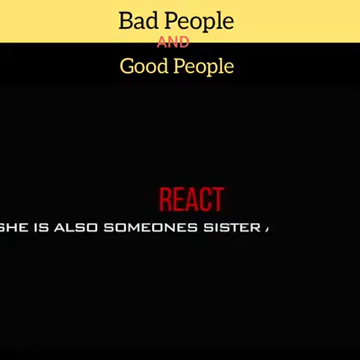 Bad People
AND
Good People
REACT
SHE IS ALSO SOMEONES SISTER